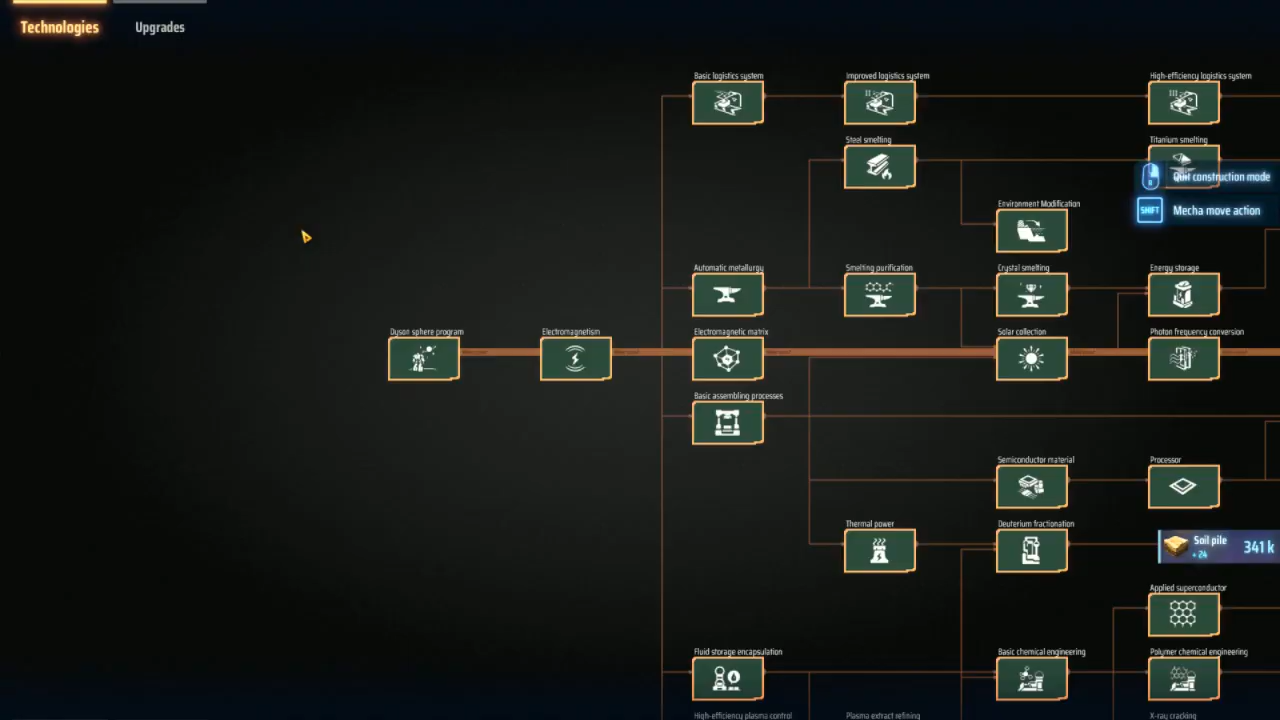 Technologies
Upgrades
Basic logistics system
Improved logistics system
High-efficiency logistics system
Steel smelting
Titanium smelting
Quit construction mode
SHIFT
Mecha move action
Environment Modification
Automatic metallurgy
Smelting purification
Crystal smelting
Energy storage
Dyson sphere program
Electromagnetism
Electromagnetic matrix
Solar collection
Photon frequency conversion
Basic assembling processes
Semiconductor material
Processor
Thermal power
Deuterium fractionation
Soil pile
+ 24
341 k
Applied superconductor
Fluid storage encapsulation
Basic chemical engineering
Polymer chemical engineering
High-efficiency plasma control
Plasma extract refining
X-ray cracking